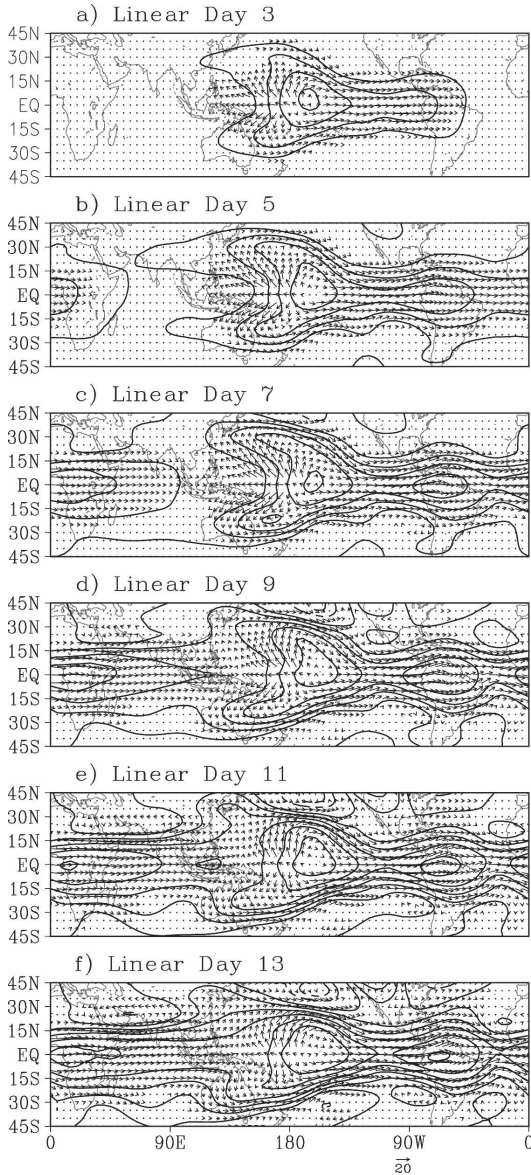 a) Linear Day 3
45N
30N
15N
EQ
15S
30S
45S
b) Linear Day 5
45N
30N
15N
EQ
15S
30S
45S
c) Linear Day 7
45N
30N
15N
EQ
15S
30S
45S
d) Linear Day 9
45N
30N
15N
EQ
15S
30S
45S
e) Linear Day 11
45N
30N
15N
EQ
15S
30S
45S
f) Linear Day 13
45N
30N
15N
EQ
15S
30S
45S
0 90E 180 90W 0
20